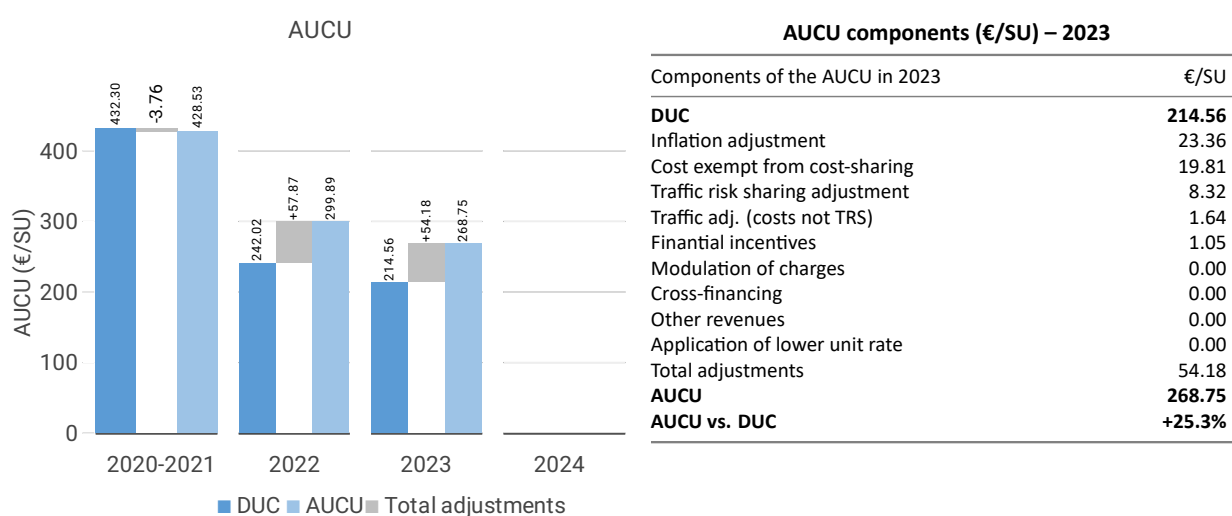 AUCU
AUCU (€/SU)
400
300
200
100
0
432.30
-3.76
428.53
242.02
+57.87
299.89
214.56
+54.18
268.75
2020-2021 2022 2023 2024
DUC AUCU Total adjustments
AUCU components (€/SU) – 2023
Components of the AUCU in 2023 €/SU
DUC 214.56
Inflation adjustment 23.36
Cost exempt from cost-sharing 19.81
Traffic risk sharing adjustment 8.32
Traffic adj. (costs not TRS) 1.64
Finantial incentives 1.05
Modulation of charges 0.00
Cross-financing 0.00
Other revenues 0.00
Application of lower unit rate 0.00
Total adjustments 54.18
AUCU 268.75
AUCU vs. DUC +25.3%